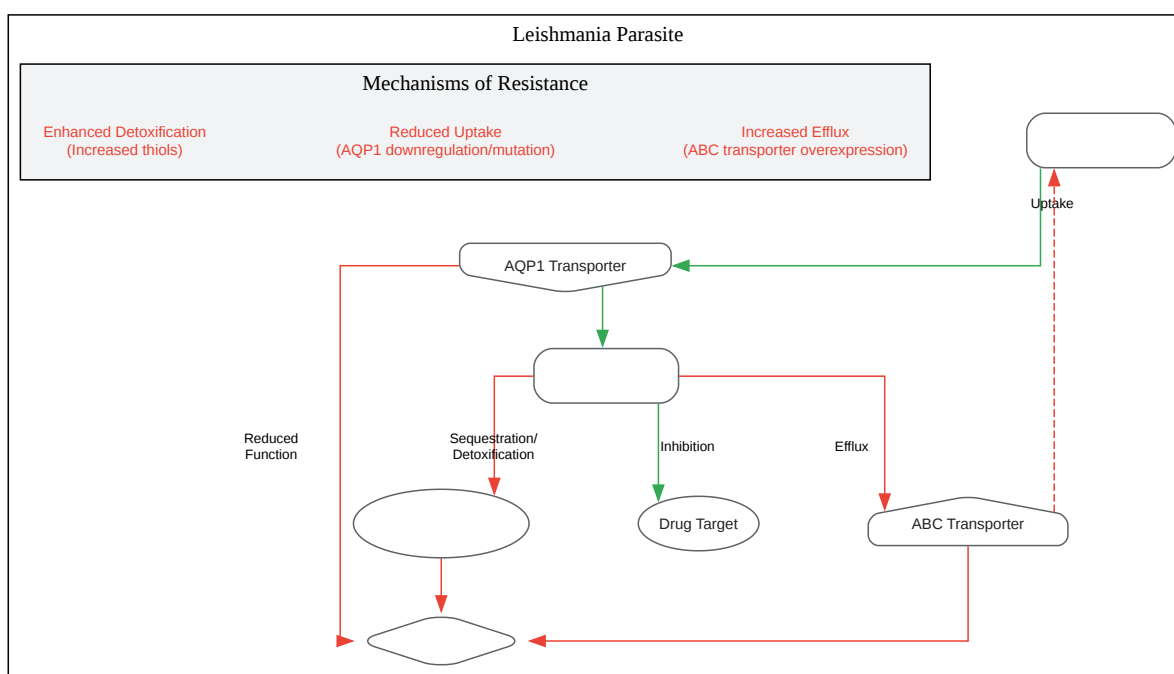 Leishmania Parasite
Mechanisms of Resistance
Enhanced Detoxification
(Increased thiols)
Reduced Uptake
(AQP1 downregulation/mutation)
Increased Efflux
(ABC transporter overexpression)
Uptake
AQP1 Transporter
Reduced
Function
Sequestration/
Detoxification
Inhibition
Efflux
Drug Target
ABC Transporter